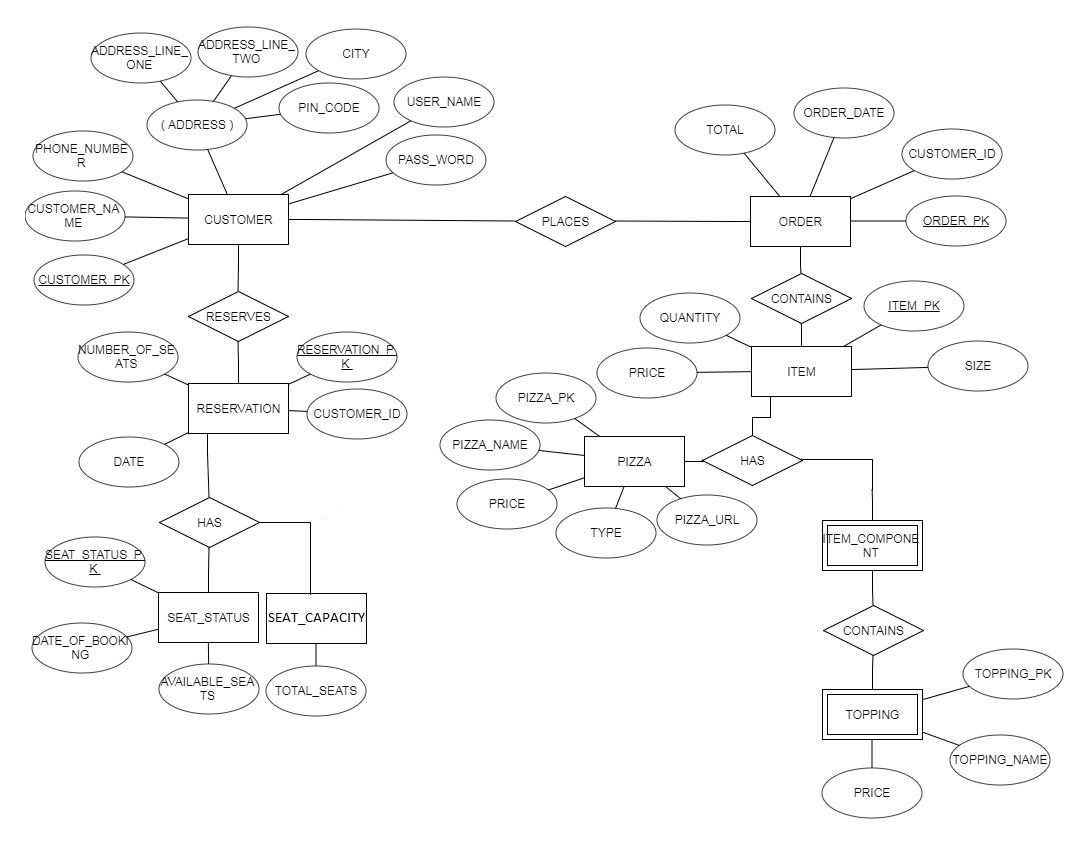 ADDRESS_LINE_
ONE
ADDRESS_LINE_
TWO
CITY
PIN_CODE
( ADDRESS )
USER_NAME
PASS_WORD
PHONE_NUMBE
R
CUSTOMER_NA
ME
CUSTOMER_PK
CUSTOMER
PLACES
TOTAL
ORDER_DATE
CUSTOMER_ID
ORDER_PK
ORDER
RESERVES
CONTAINS
NUMBER_OF_SE
ATS
RESERVATION_P
K
RESERVATION
CUSTOMER_ID
DATE
QUANTITY
ITEM_PK
PRICE
ITEM
SIZE
PIZZA_PK
PIZZA_NAME
PRICE
PIZZA
TYPE
PIZZA_URL
HAS
HAS
SEAT_STATUS_P
K
SEAT_STATUS
SEAT_CAPACITY
DATE_OF_BOOKI
NG
AVAILABLE_SEA
TS
TOTAL_SEATS
ITEM_COMPONE
NT
CONTAINS
TOPPING
TOPPING_PK
TOPPING_NAME
PRICE